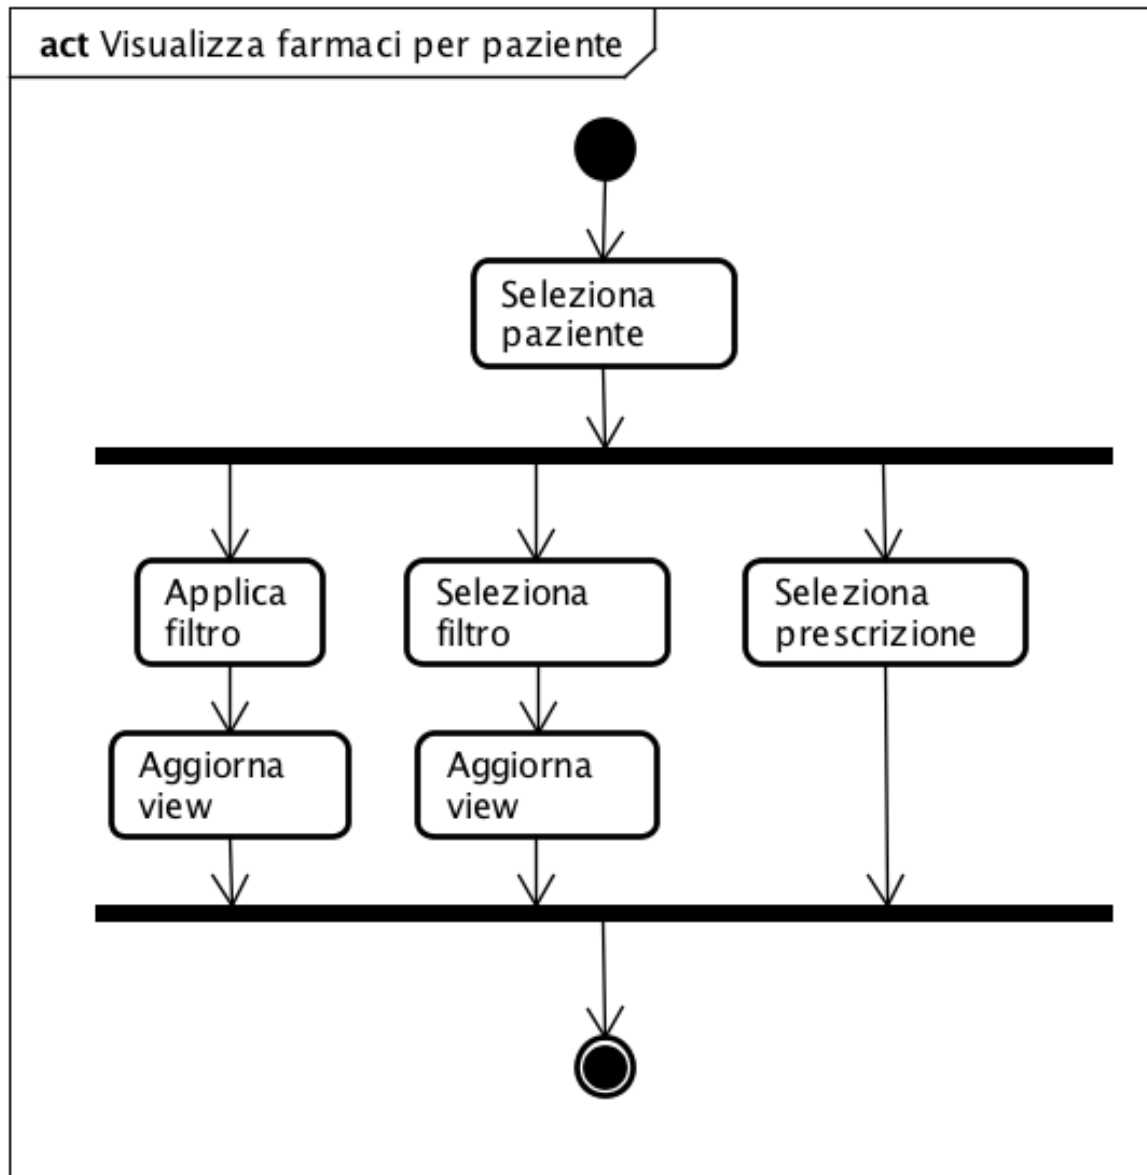 act Visualizza farmaci per paziente
Seleziona
paziente
Applica
filtro
Seleziona
filtro
Seleziona
prescrizione
Aggiorna
view
Aggiorna
view